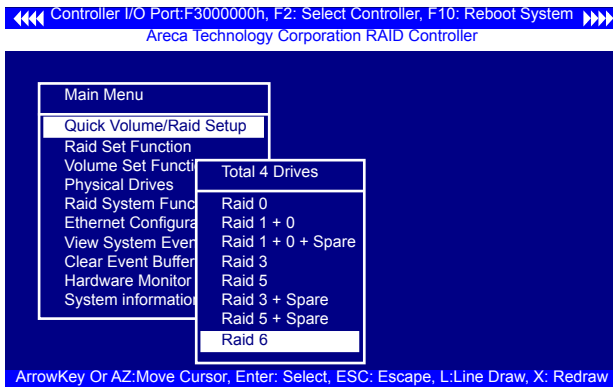 Controller I/O Port:F3000000h, F2: Select Controller, F10: Reboot System
Areca Technology Corporation RAID Controller
Main Menu
Quick Volume/Raid Setup
Raid Set Function
Volume Set Functi
Physical Drives
Raid System Func
Ethernet Configura
View System Even
Clear Event Buffer
Hardware Monitor
System informatio
Total 4 Drives
Raid 0
Raid 1 + 0
Raid 1 + 0 + Spare
Raid 3
Raid 5
Raid 3 + Spare
Raid 5 + Spare
Raid 6
ArrowKey Or AZ:Move Cursor, Enter: Select, ESC: Escape, L:Line Draw, X: Redraw